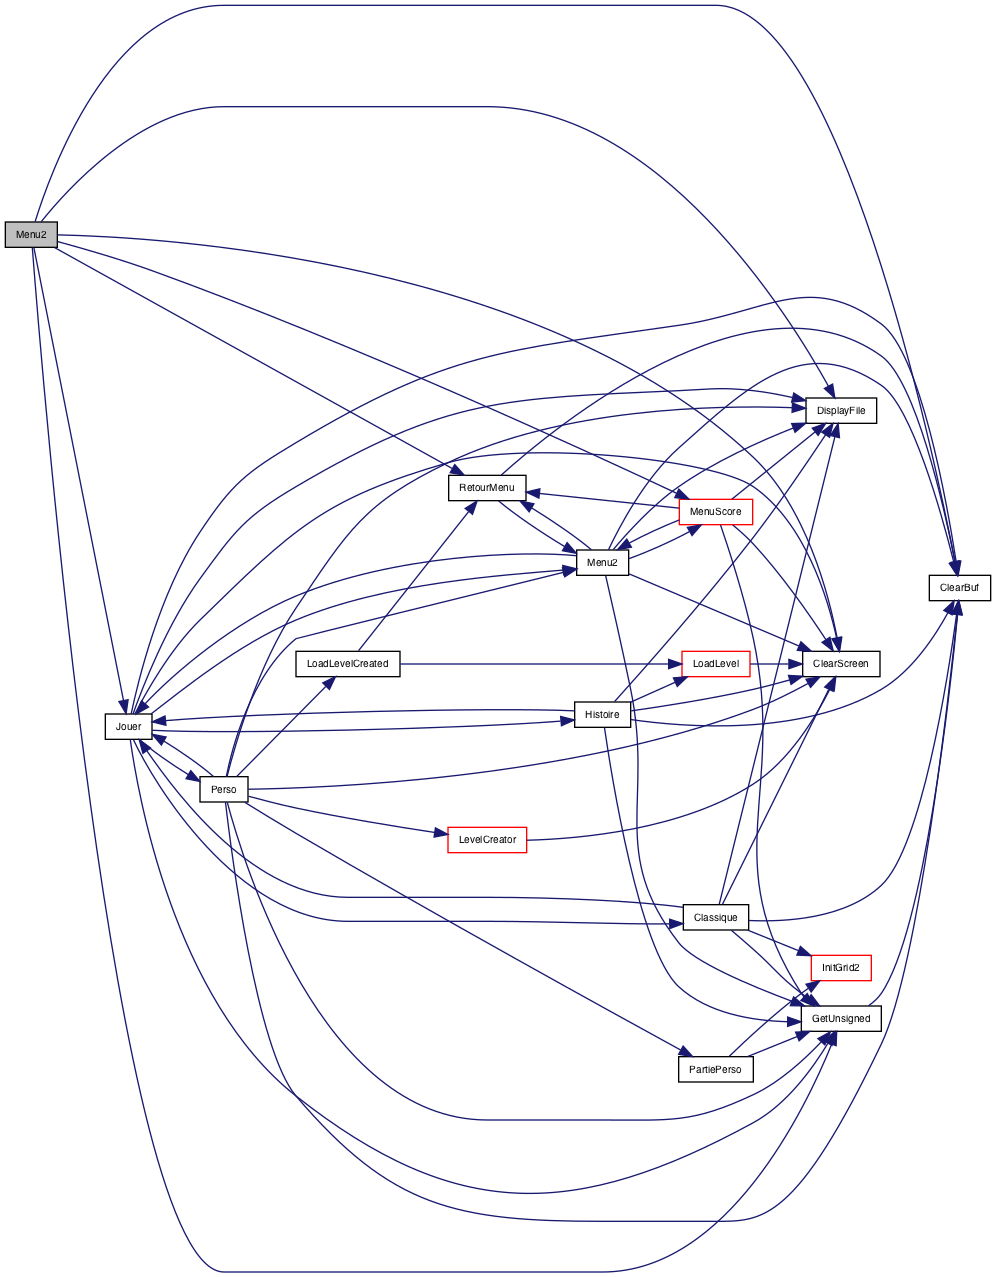 Menu2
DisplayFile
RetourMenu
MenuScore
Menu2
ClearBuf
LoadLevelCreated
LoadLevel
ClearScreen
Histoire
Jouer
Perso
LevelCreator
Classique
InitGrid2
GetUnsigned
PartiePerso